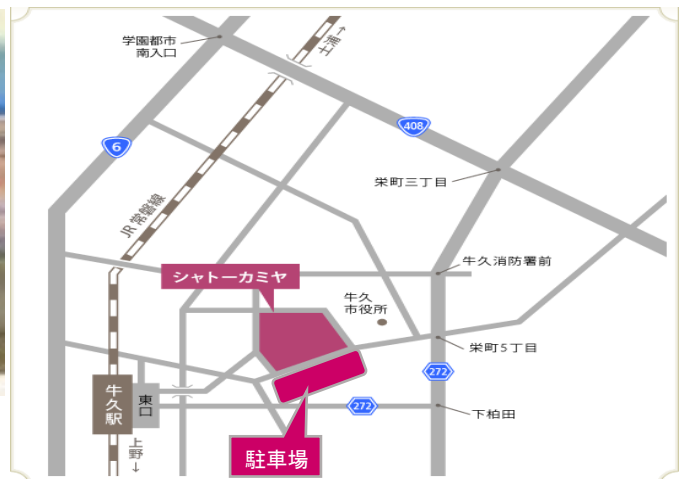 学園都市
南入口
←土浦
408
6
栄町三丁目
JR 常磐線
牛久消防署前
シャトーカミヤ
牛久
市役所
栄町5丁目
272
牛久駅
東口
272
下柏田
上野→
駐車場